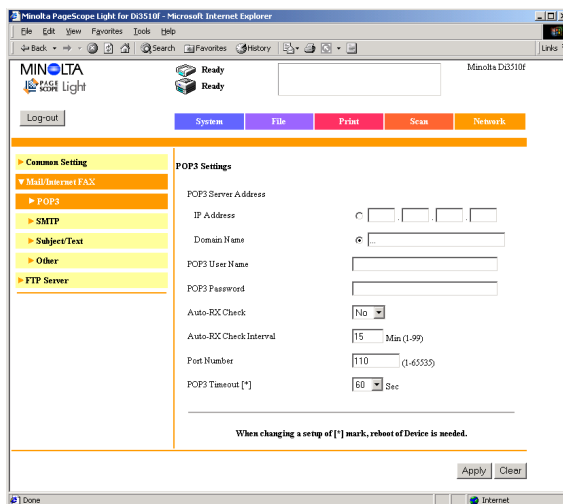 Minolta PageScope Light for Di3510f - Microsoft Internet Explorer
File Edit View Favorites Tools Help
Back Search Favorites History Links
MINOLTA Ready Minolta Di3510f
PAGE SCOPE Light Ready
Log-out System File Print Scan Network
Common Setting
Mail/Internet FAX
POP3
SMTP
Subject/Text
Other
FTP Server
POP3 Settings
POP3 Server Address
IP Address . . .
Domain Name ...
POP3 User Name
POP3 Password
Auto-RX Check No
Auto-RX Check Interval 15 Min (1-99)
Port Number 110 (1-65535)
POP3 Timeout [*] 60 Sec
When changing a setup of [*] mark, reboot of Device is needed.
Apply Clear
Done Internet